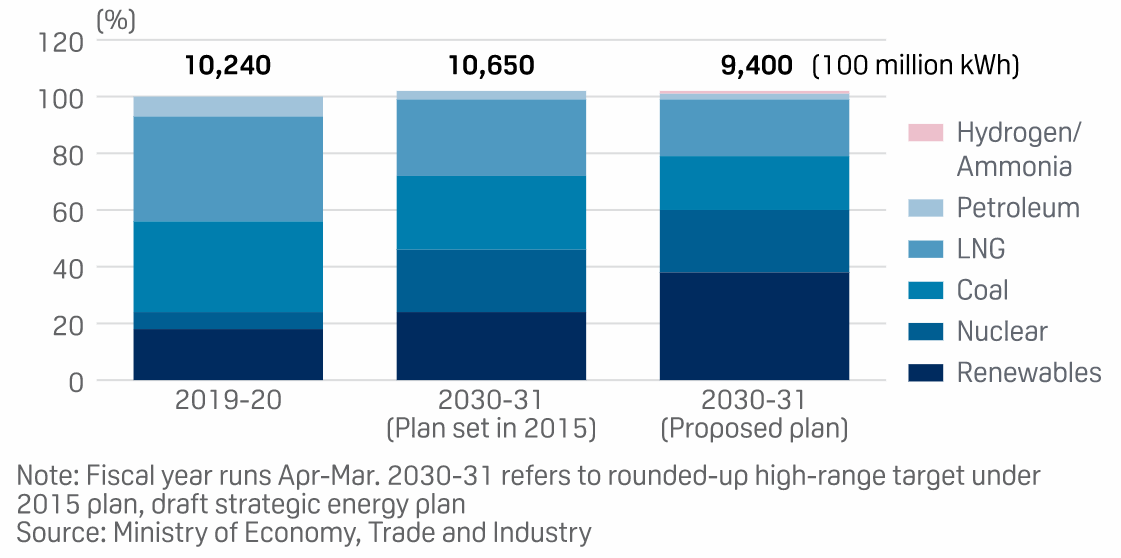 (%)
120
10,240
10,650
9,400 (100 million kWh)
100
80
60
40
20
0
Hydrogen/
Ammonia
Petroleum
LNG
Coal
Nuclear
Renewables
2019-20
2030-31
(Plan set in 2015)
2030-31
(Proposed plan)
Note: Fiscal year runs Apr-Mar. 2030-31 refers to rounded-up high-range target under
2015 plan, draft strategic energy plan
Source: Ministry of Economy, Trade and Industry